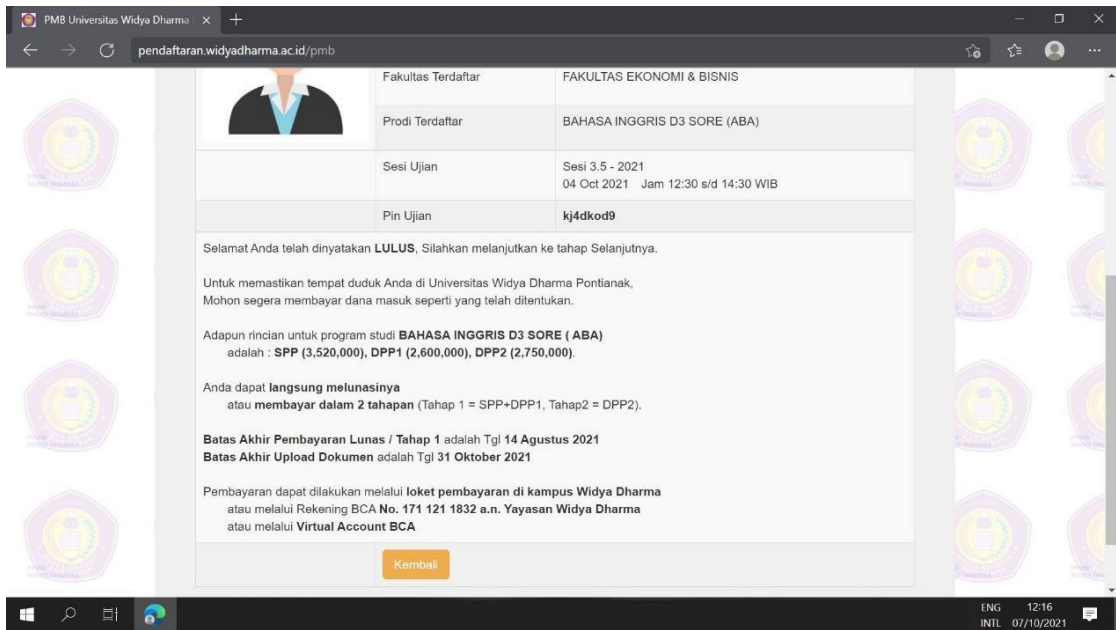 PMB Universitas Widya Dharma
pendaftaran.widyadharma.ac.id/pmb
Fakultas Terdaftar FAKULTAS EKONOMI & BISNIS
Prodi Terdaftar BAHASA INGGRIS D3 SORE (ABA)
Sesi Ujian Sesi 3.5 - 2021
04 Oct 2021 Jam 12:30 s/d 14:30 WIB
Pin Ujian kj4dkod9
Selamat Anda telah dinyatakan LULUS, Silahkan melanjutkan ke tahap Selanjutnya.
Untuk memastikan tempat duduk Anda di Universitas Widya Dharma Pontianak,
Mohon segera membayar dana masuk seperti yang telah ditentukan.
Adapun rincian untuk program studi BAHASA INGGRIS D3 SORE ( ABA)
adalah : SPP (3,520,000), DPP1 (2,600,000), DPP2 (2,750,000).
Anda dapat langsung melunasinya
atau membayar dalam 2 tahapan (Tahap 1 = SPP+DPP1, Tahap2 = DPP2).
Batas Akhir Pembayaran Lunas / Tahap 1 adalah Tgl 14 Agustus 2021
Batas Akhir Upload Dokumen adalah Tgl 31 Oktober 2021
Pembayaran dapat dilakukan melalui loket pembayaran di kampus Widya Dharma
atau melalui Rekening BCA No. 171 121 1832 a.n. Yayasan Widya Dharma
atau melalui Virtual Account BCA
Kembali
ENG 12:16
INTL 07/10/2021